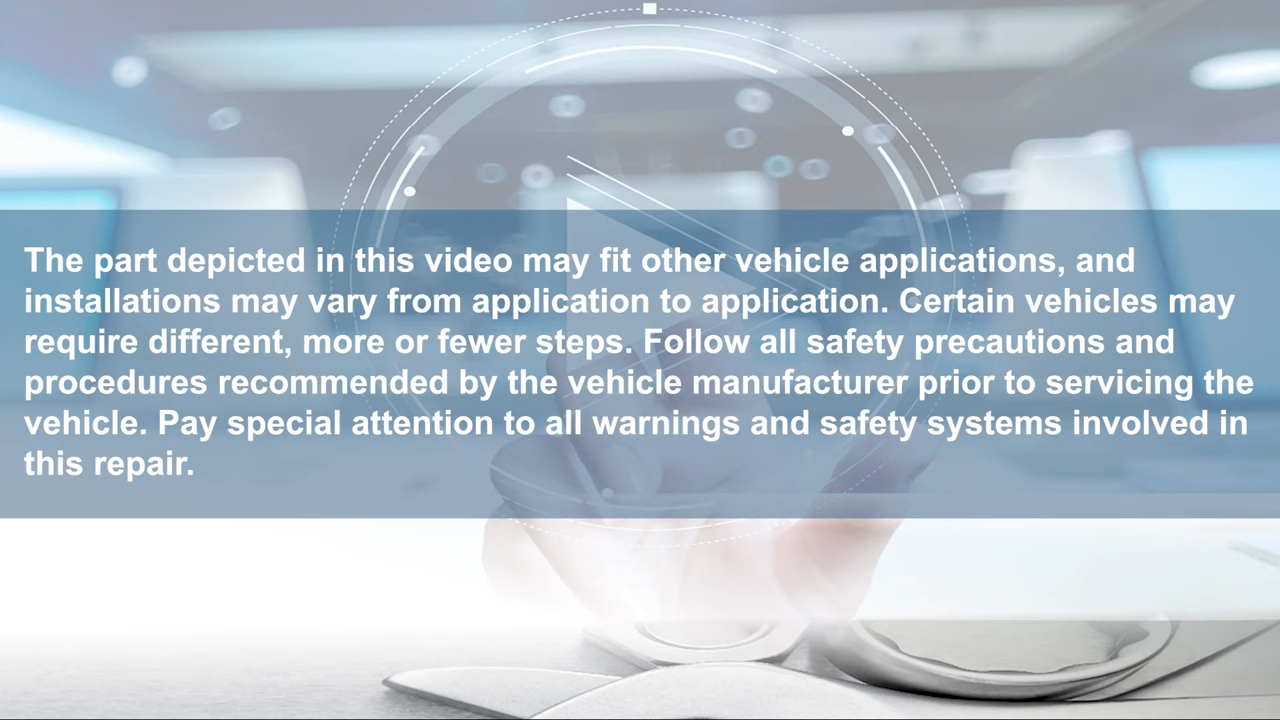 The part depicted in this video may fit other vehicle applications, and
installations may vary from application to application. Certain vehicles may
require different, more or fewer steps. Follow all safety precautions and
procedures recommended by the vehicle manufacturer prior to servicing the
vehicle. Pay special attention to all warnings and safety systems involved in
this repair.